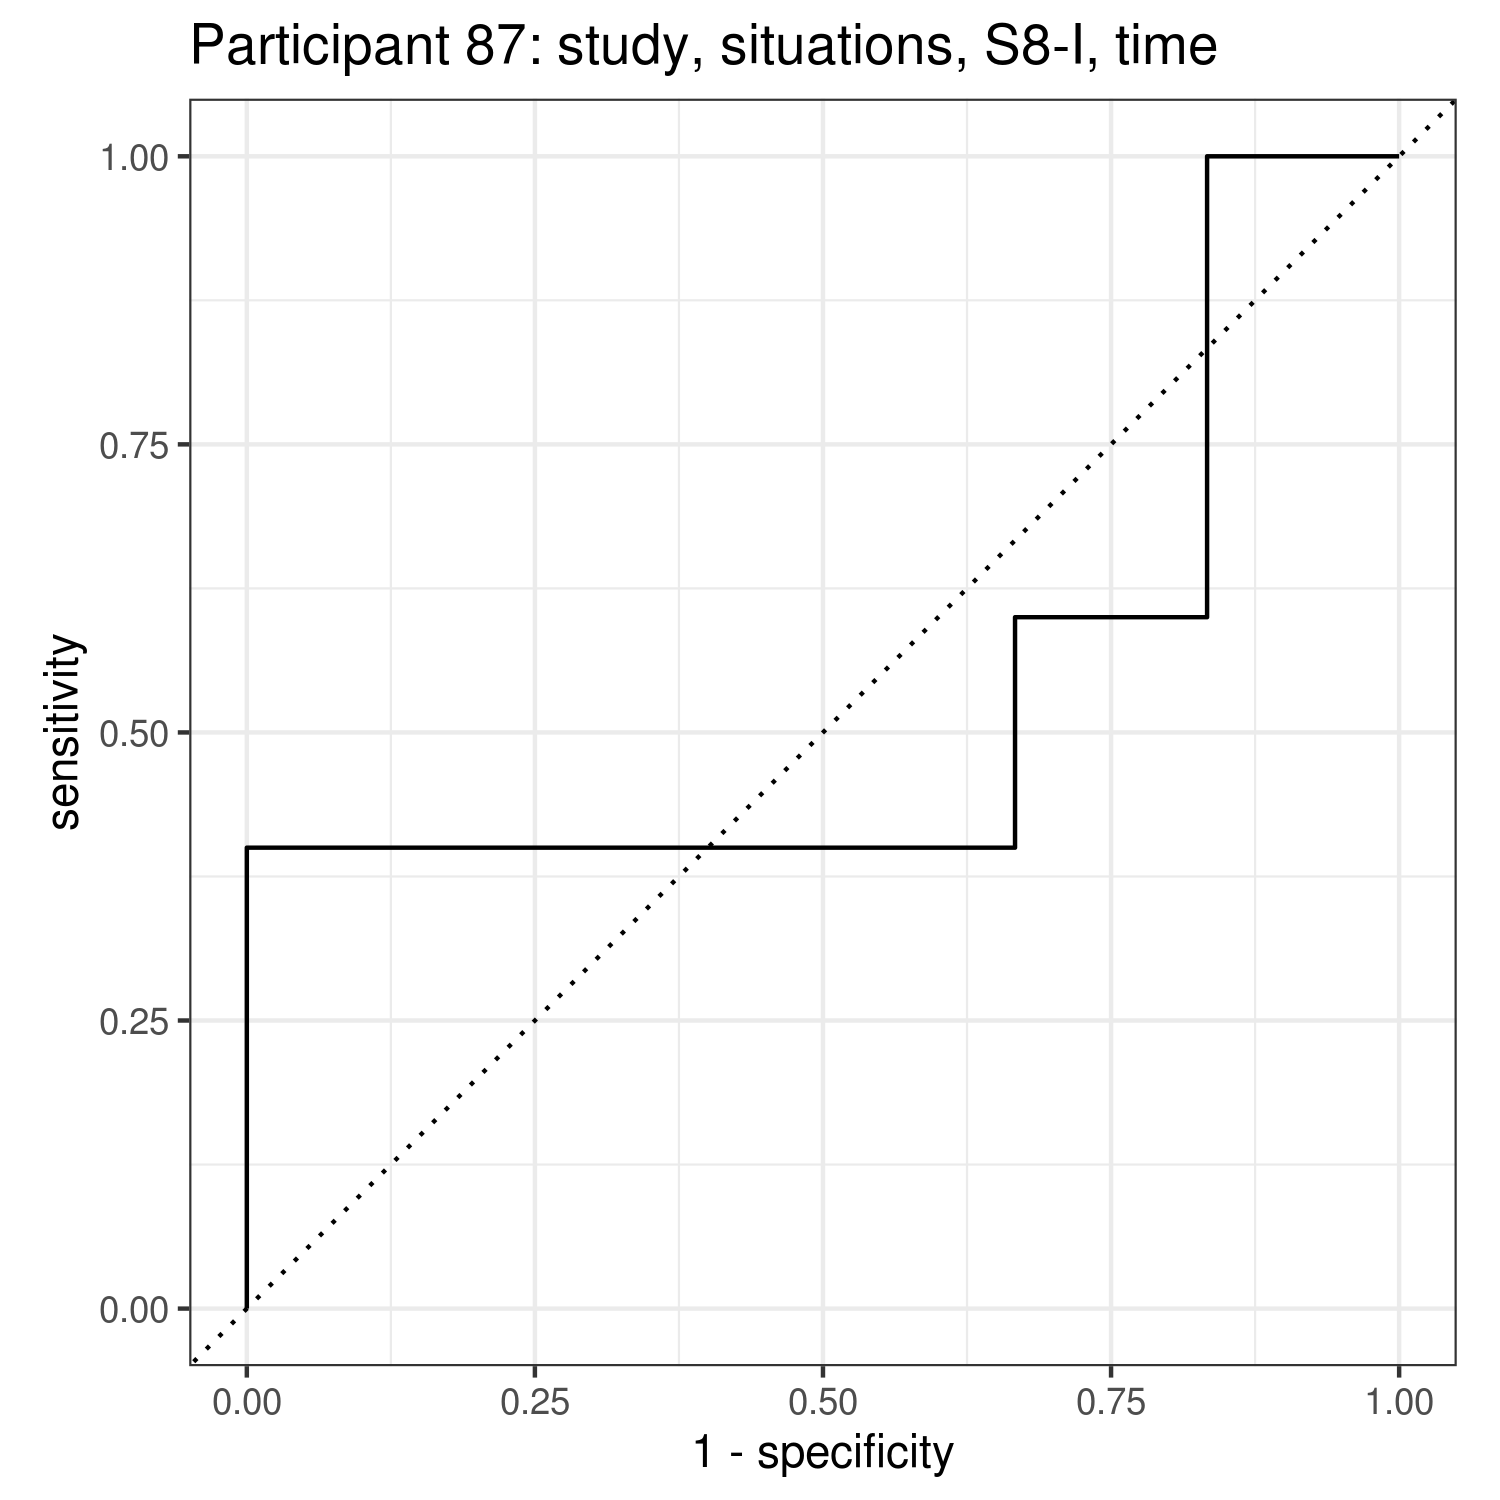 Participant 87: study, situations, S8-I, time
1.00
0.75
0.50
0.25
0.00
sensitivity
0.00 0.25 0.50 0.75 1.00
1 - specificity